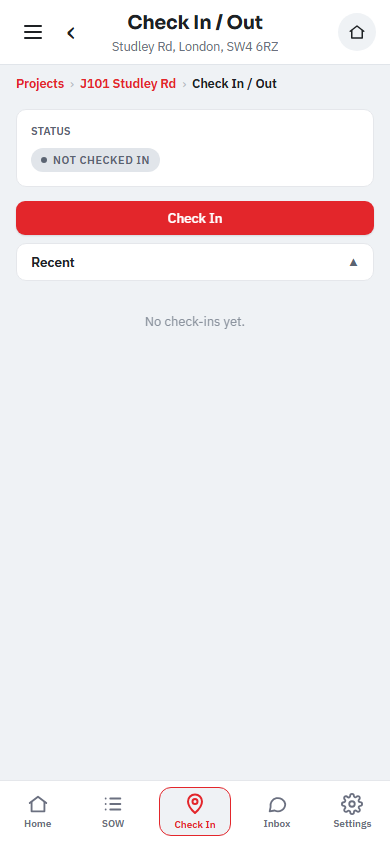 Check In / Out
Studley Rd, London, SW4 6RZ
Projects › J101 Studley Rd › Check In / Out
STATUS
NOT CHECKED IN
Check In
Recent ▲
No check-ins yet.
Home SOW Check In Inbox Settings